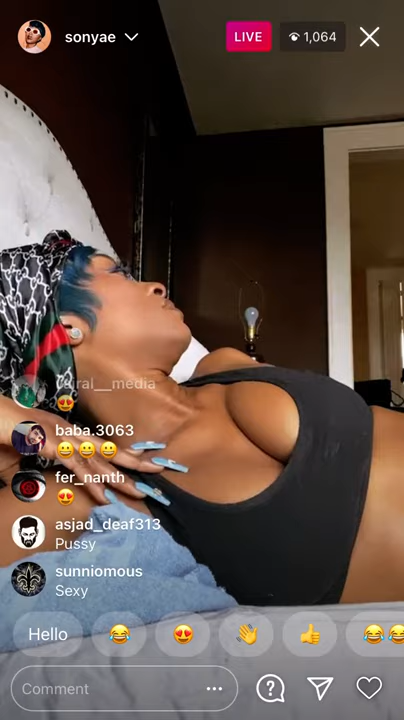 sonyae
LIVE
1,064
baba.3063
😀😀😀
fer_nanth
😍
asjad_deaf313
Pussy
sunniomous
Sexy
Hello
Comment